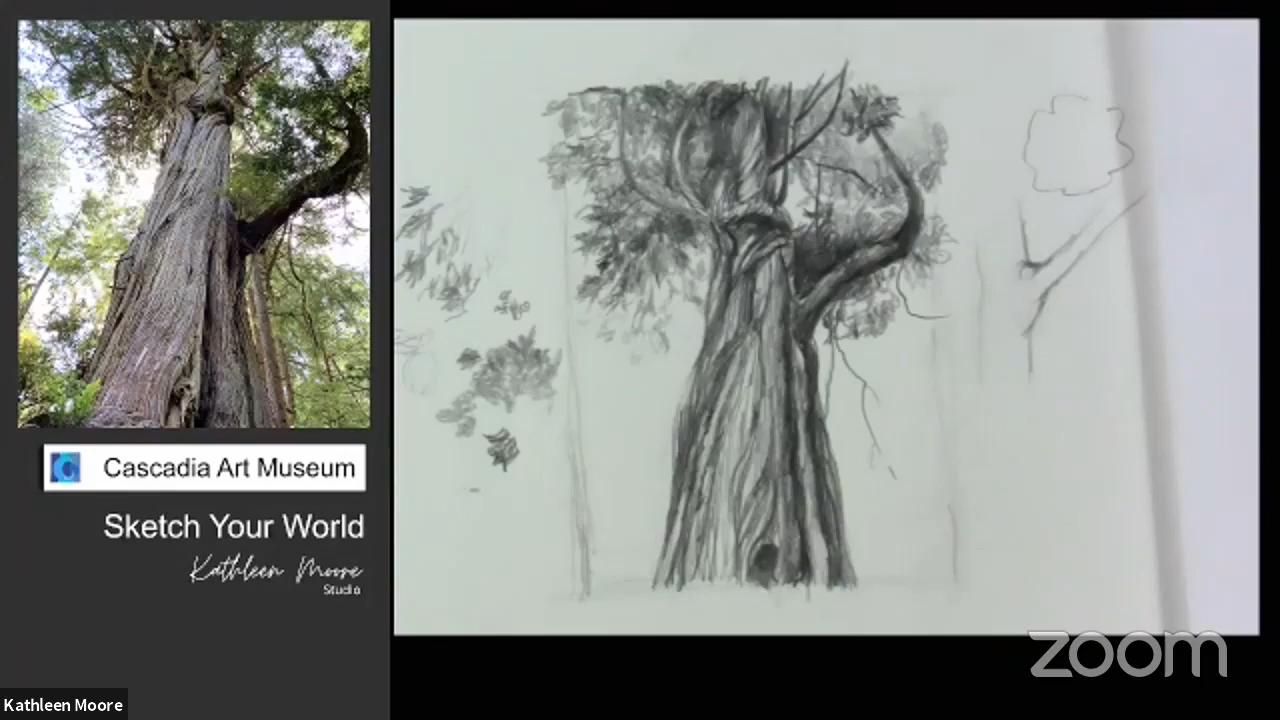 Cascadia Art Museum
Sketch Your World
Kathleen Moore
Studio
zoom
Kathleen Moore